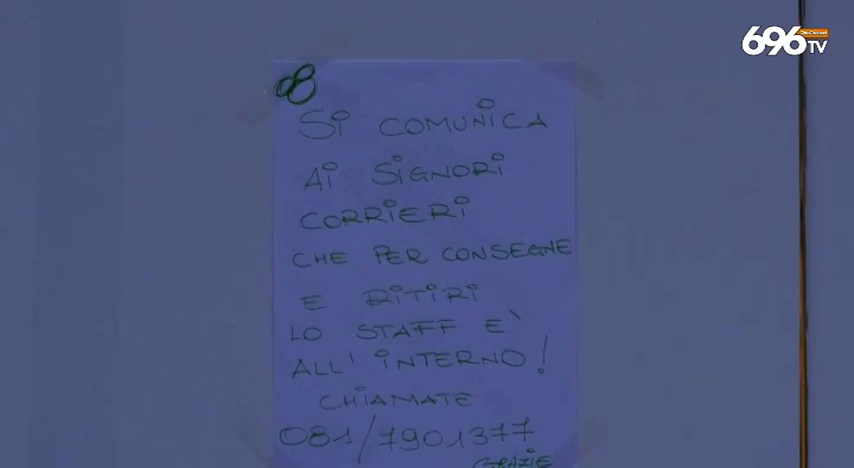 696 TV
OttoChannel
SI COMUNICA
AI SIGNORI
CORRIERI
CHE PER CONSEGNE
E RITIRI
LO STAFF E'
ALL'INTERNO!
CHIAMATE
081/7901377
GRAZIE